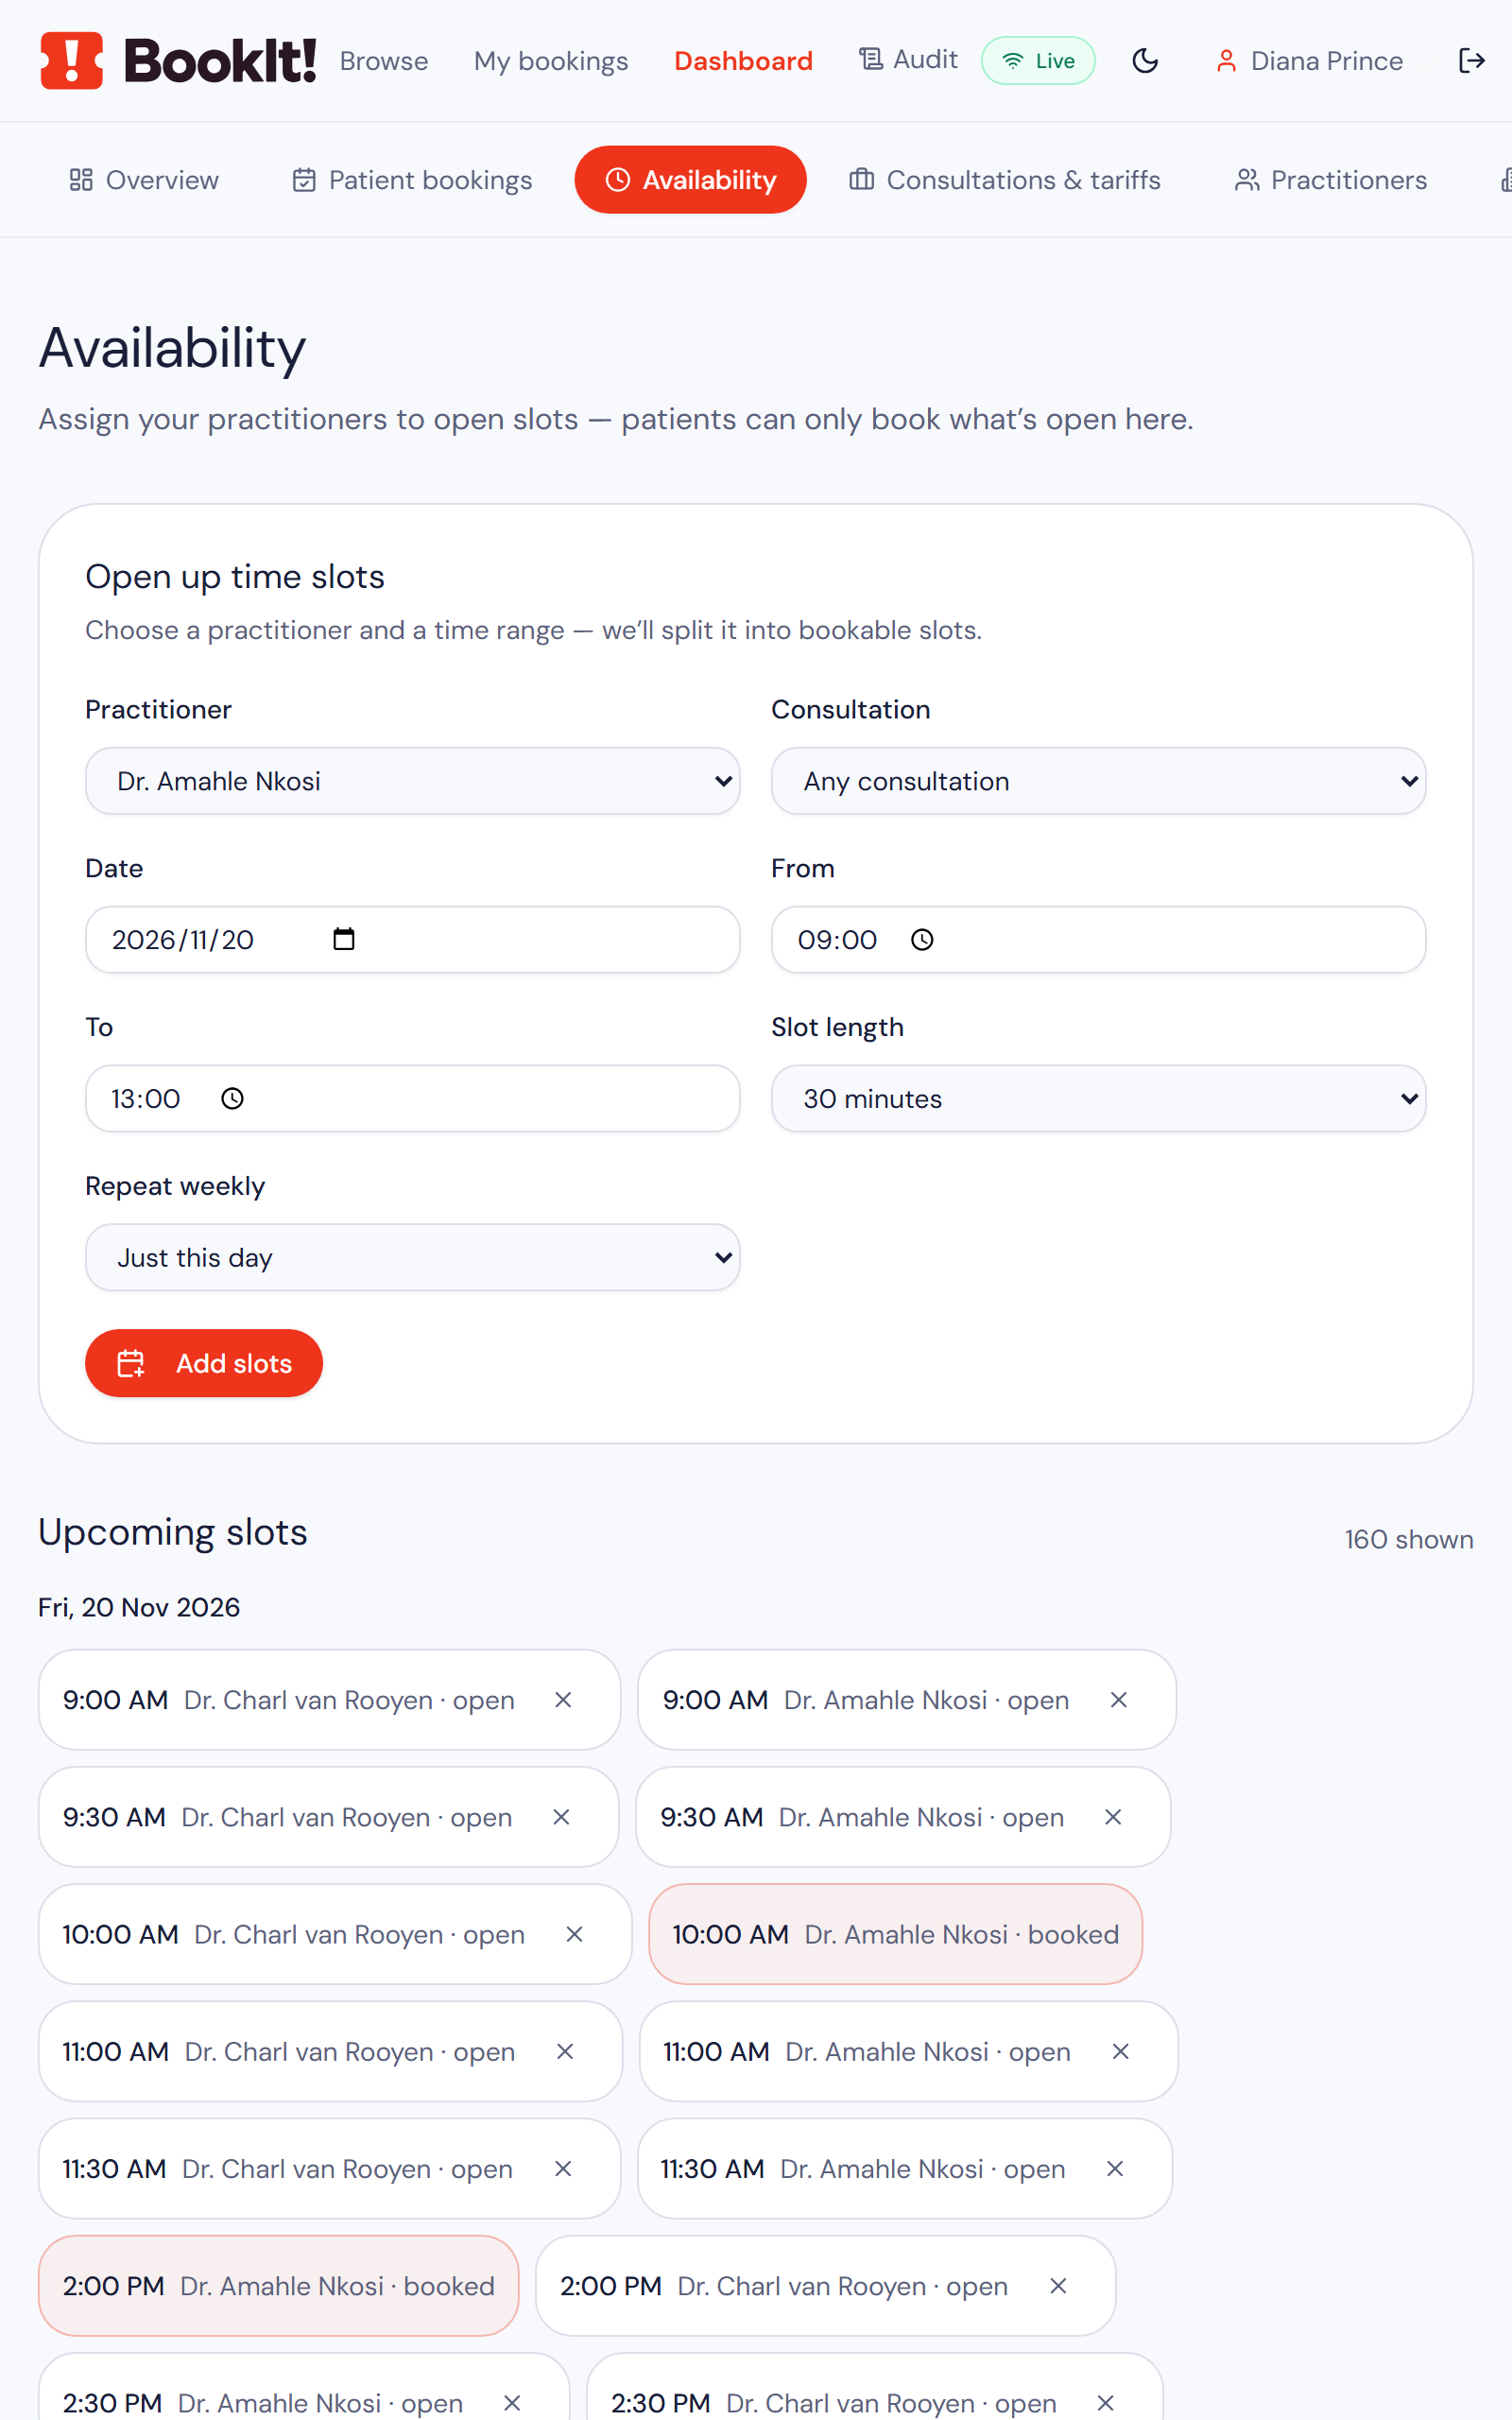 BookIt! Browse My bookings Dashboard Audit Live Diana Prince
Overview Patient bookings Availability Consultations & tariffs Practitioners
Availability
Assign your practitioners to open slots — patients can only book what’s open here.
Open up time slots
Choose a practitioner and a time range — we’ll split it into bookable slots.
Practitioner Consultation
Dr. Amahle Nkosi Any consultation
Date From
2026/11/20 09:00
To Slot length
13:00 30 minutes
Repeat weekly
Just this day
Add slots
Upcoming slots 160 shown
Fri, 20 Nov 2026
9:00 AM Dr. Charl van Rooyen · open 9:00 AM Dr. Amahle Nkosi · open
9:30 AM Dr. Charl van Rooyen · open 9:30 AM Dr. Amahle Nkosi · open
10:00 AM Dr. Charl van Rooyen · open 10:00 AM Dr. Amahle Nkosi · booked
11:00 AM Dr. Charl van Rooyen · open 11:00 AM Dr. Amahle Nkosi · open
11:30 AM Dr. Charl van Rooyen · open 11:30 AM Dr. Amahle Nkosi · open
2:00 PM Dr. Amahle Nkosi · booked 2:00 PM Dr. Charl van Rooyen · open
2:30 PM Dr. Amahle Nkosi · open 2:30 PM Dr. Charl van Rooyen · open